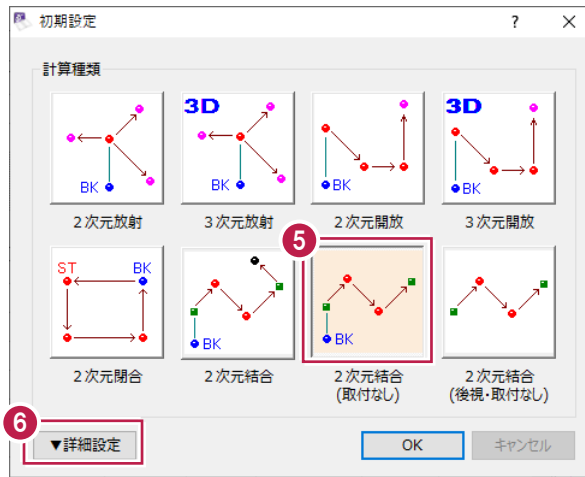 初期設定
?
計算種類
BK
3D
BK
BK
3D
BK
2次元放射
3次元放射
2次元開放
3次元開放
5
ST
BK
BK
BK
2次元閉合
2次元結合
2次元結合
(取付なし)
2次元結合
(後視・取付なし)
6
▼詳細設定
OK
キャンセル